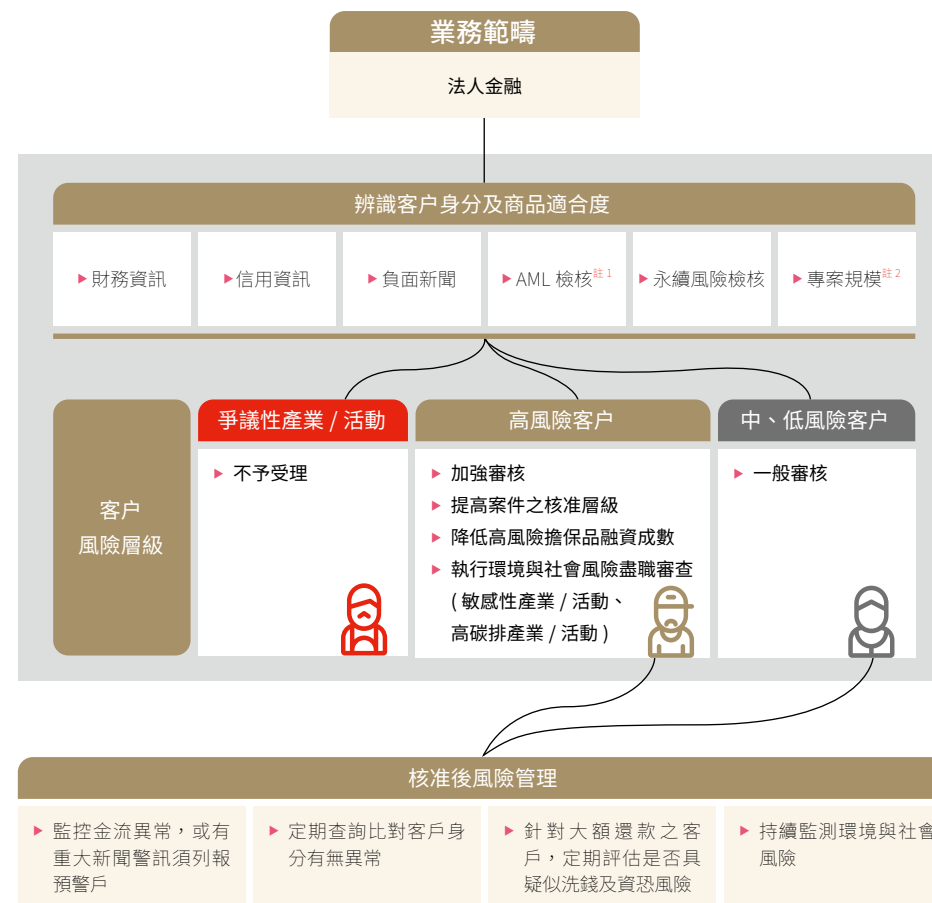 業務範疇
法人金融
辨識客户身分及商品適合度
▶財務資訊
▶信用資訊
▶負面新聞
▶AML 檢核註 1
▶永續風險檢核
▶專案規模註 2
客户
風險層級
爭議性產業 / 活動
▶ 不予受理
高風險客户
▶ 加強審核
▶ 提高案件之核准層級
▶ 降低高風險擔保品融資成數
▶ 執行環境與社會風險盡職審查
( 敏感性產業 / 活動、
高碳排產業 / 活動 )
中、低風險客户
▶ 一般審核
核准後風險管理
▶ 監控金流異常，或有
重大新聞警訊須列報
預警戶
▶ 定期查詢比對客戶身
分有無異常
▶ 針對大額還款之客
戶，定期評估是否具
疑似洗錢及資恐風險
▶ 持續監測環境與社會
風險